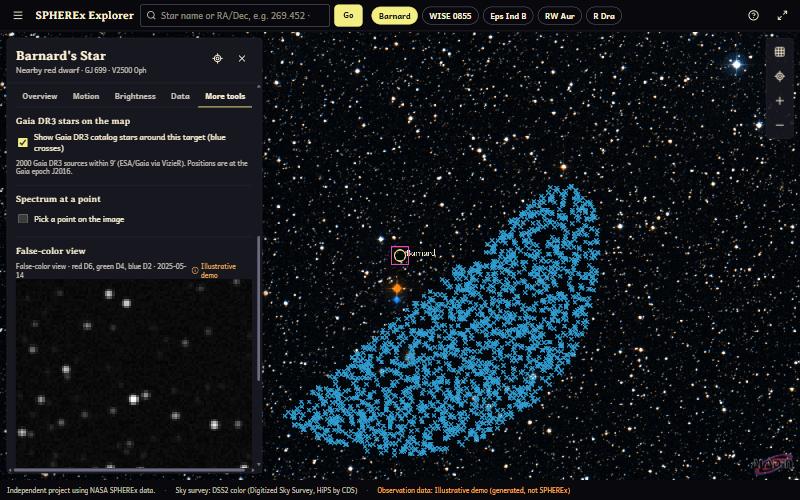 SPHEREx Explorer
Star name or RA/Dec, e.g. 269.452 ·
Go
Barnard
WISE 0855
Eps Ind B
RW Aur
R Dra
Barnard's Star
Nearby red dwarf · GJ 699 · V2500 Oph
Overview
Motion
Brightness
Data
More tools
Gaia DR3 stars on the map
Show Gaia DR3 catalog stars around this target (blue
crosses)
2000 Gaia DR3 sources within 9' (ESA/Gaia via VizieR). Positions are at the
Gaia epoch J2016.
Spectrum at a point
Pick a point on the image
False-color view
False-color view · red D6, green D4, blue D2 · 2025-05-
14
Illustrative
demo
Barnard
Independent project using NASA SPHEREx data.
·
Sky survey: DSS2 color (Digitized Sky Survey, HiPS by CDS)
·
Observation data: Illustrative demo (generated, not SPHEREx)